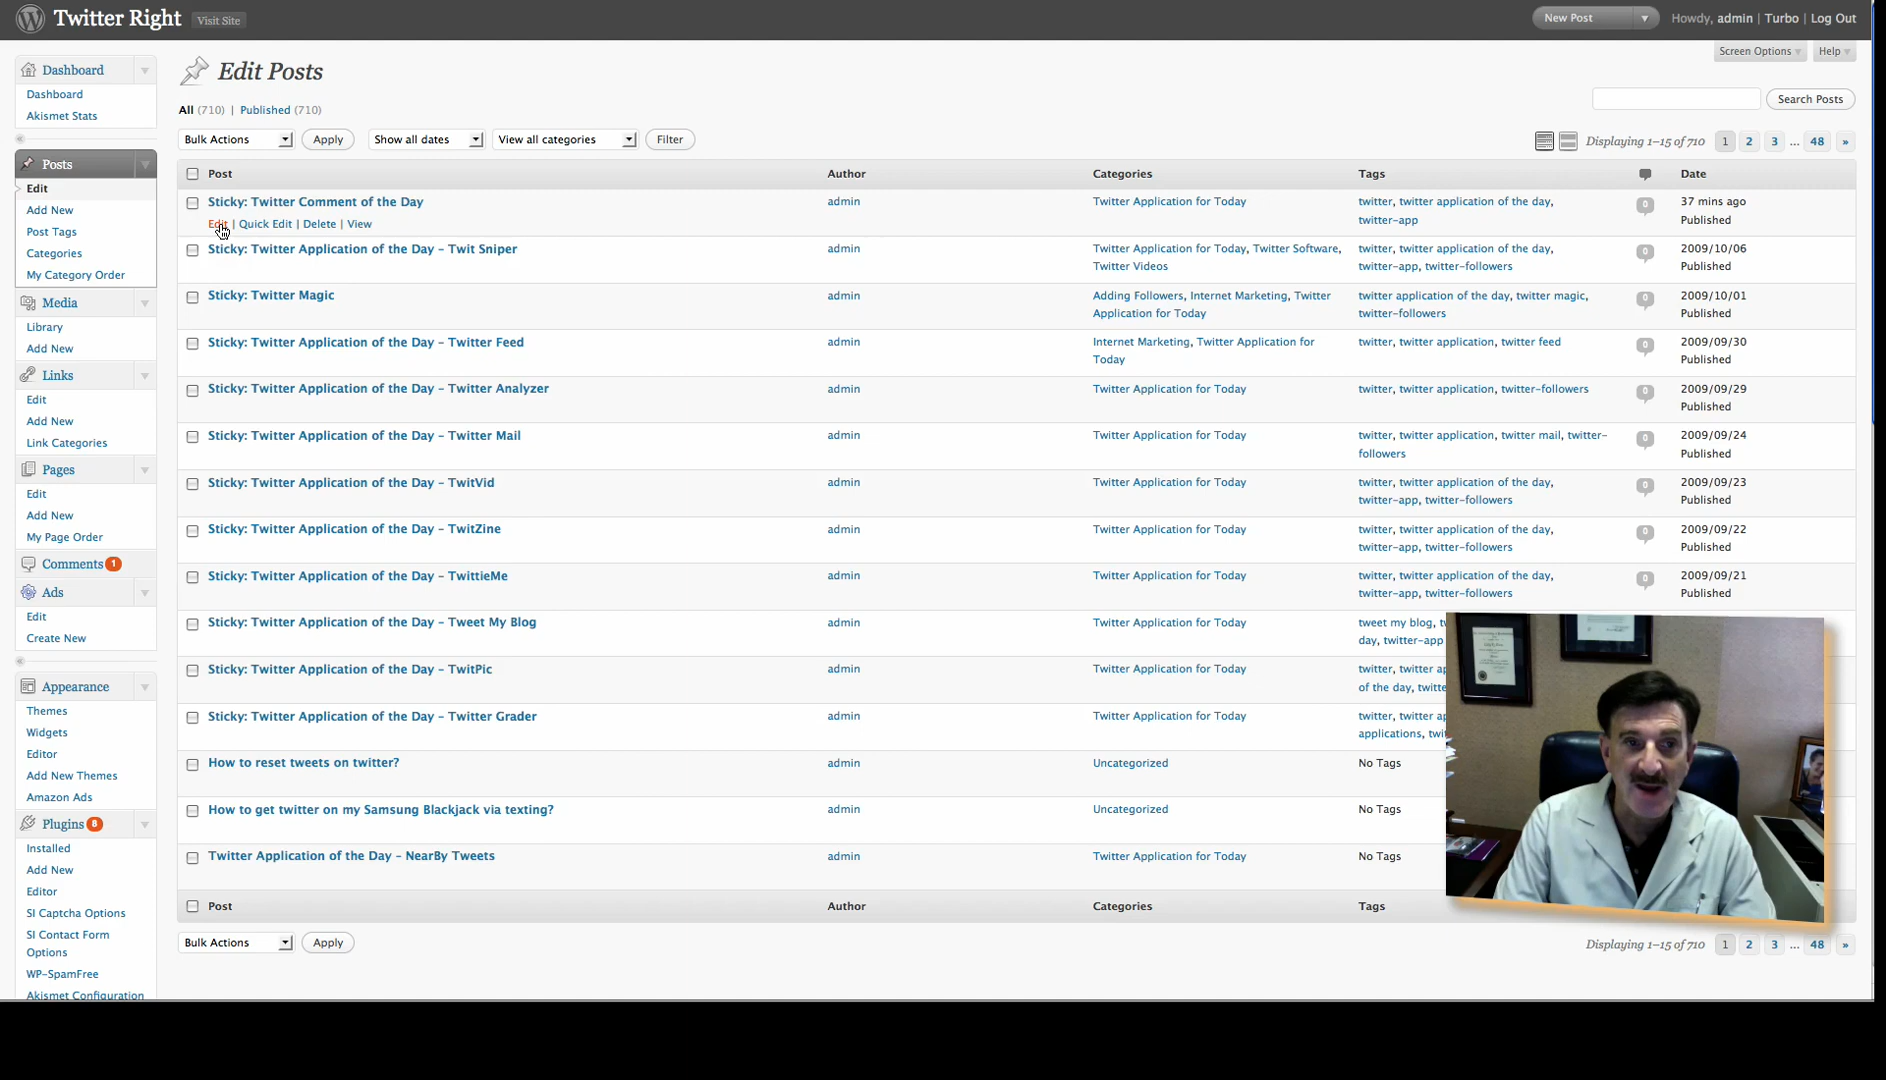 Twitter Right Visit Site New Post Howdy, admin | Turbo | Log Out
Screen Options Help
Edit Posts
All (710) | Published (710)
Search Posts
Bulk Actions Apply Show all dates View all categories Filter Displaying 1–15 of 710 1 2 3 ... 48 »
Dashboard
Dashboard
Akismet Stats
Posts
Edit
Add New
Post Tags
Categories
My Category Order
Media
Library
Add New
Links
Edit
Add New
Link Categories
Pages
Edit
Add New
My Page Order
Comments 1
Ads
Edit
Create New
Appearance
Themes
Widgets
Editor
Add New Themes
Amazon Ads
Plugins 8
Installed
Add New
Editor
SI Captcha Options
SI Contact Form
Options
WP-SpamFree
Akismet Configuration
Post Author Categories Tags Date
Sticky: Twitter Comment of the Day admin Twitter Application for Today twitter, twitter application of the day, 0 37 mins ago
Edit | Quick Edit | Delete | View twitter-app Published
Sticky: Twitter Application of the Day – Twit Sniper admin Twitter Application for Today, Twitter Software, twitter, twitter application of the day, 0 2009/10/06
Twitter Videos twitter-app, twitter-followers Published
Sticky: Twitter Magic admin Adding Followers, Internet Marketing, Twitter twitter application of the day, twitter magic, 0 2009/10/01
Application for Today twitter-followers Published
Sticky: Twitter Application of the Day – Twitter Feed admin Internet Marketing, Twitter Application for twitter, twitter application, twitter feed 0 2009/09/30
Today Published
Sticky: Twitter Application of the Day – Twitter Analyzer admin Twitter Application for Today twitter, twitter application, twitter-followers 0 2009/09/29
Published
Sticky: Twitter Application of the Day – Twitter Mail admin Twitter Application for Today twitter, twitter application, twitter mail, twitter- 0 2009/09/24
followers Published
Sticky: Twitter Application of the Day – TwitVid admin Twitter Application for Today twitter, twitter application of the day, 0 2009/09/23
twitter-app, twitter-followers Published
Sticky: Twitter Application of the Day – TwitZine admin Twitter Application for Today twitter, twitter application of the day, 0 2009/09/22
twitter-app, twitter-followers Published
Sticky: Twitter Application of the Day – TwittieMe admin Twitter Application for Today twitter, twitter application of the day, 0 2009/09/21
twitter-app, twitter-followers Published
Sticky: Twitter Application of the Day – Tweet My Blog admin Twitter Application for Today tweet my blog,
day, twitter-app
Sticky: Twitter Application of the Day – TwitPic admin Twitter Application for Today twitter, twitter
of the day,
Sticky: Twitter Application of the Day – Twitter Grader admin Twitter Application for Today twitter, twitter
applications,
How to reset tweets on twitter? admin Uncategorized No Tags
How to get twitter on my Samsung Blackjack via texting? admin Uncategorized No Tags
Twitter Application of the Day – NearBy Tweets admin Twitter Application for Today No Tags
Post Author Categories Tags
Bulk Actions Apply Displaying 1–15 of 710 1 2 3 ... 48 »